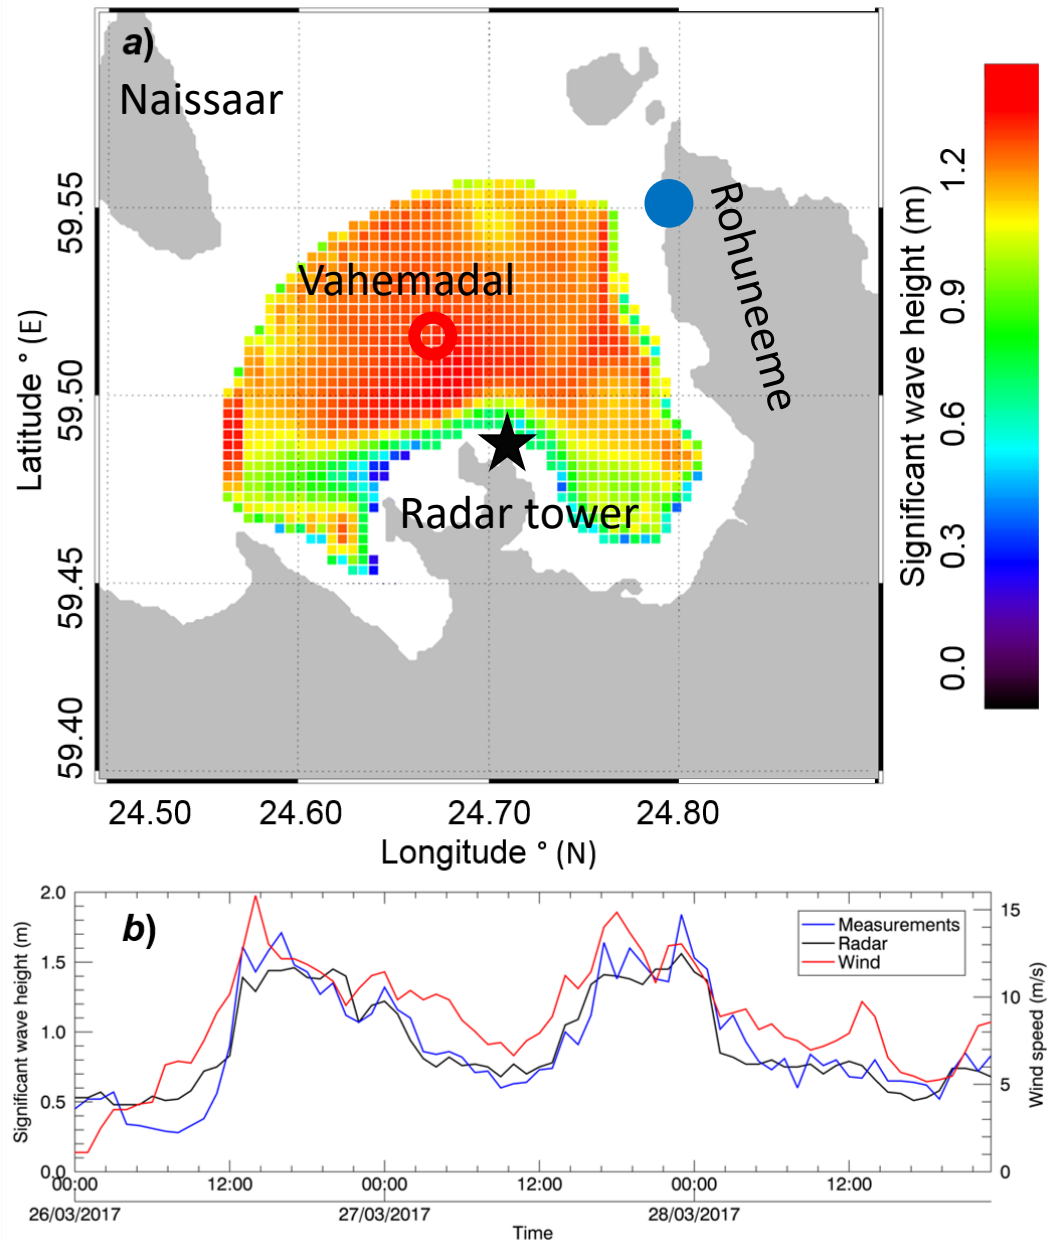 a)
Naissaar
Vahemadal
Rohuneeme
Radar tower
59.55
59.50
59.45
59.40
Latitude ° (E)
24.50 24.60 24.70 24.80
Longitude ° (N)
1.2
0.9
0.6
0.3
0.0
Significant wave height (m)
b)
Measurements
Radar
Wind
2.0
1.5
1.0
0.5
0.0
Significant wave height (m)
15
10
5
0
Wind speed (m/s)
00:00 12:00 00:00 12:00 00:00 12:00
26/03/2017 27/03/2017 28/03/2017
Time